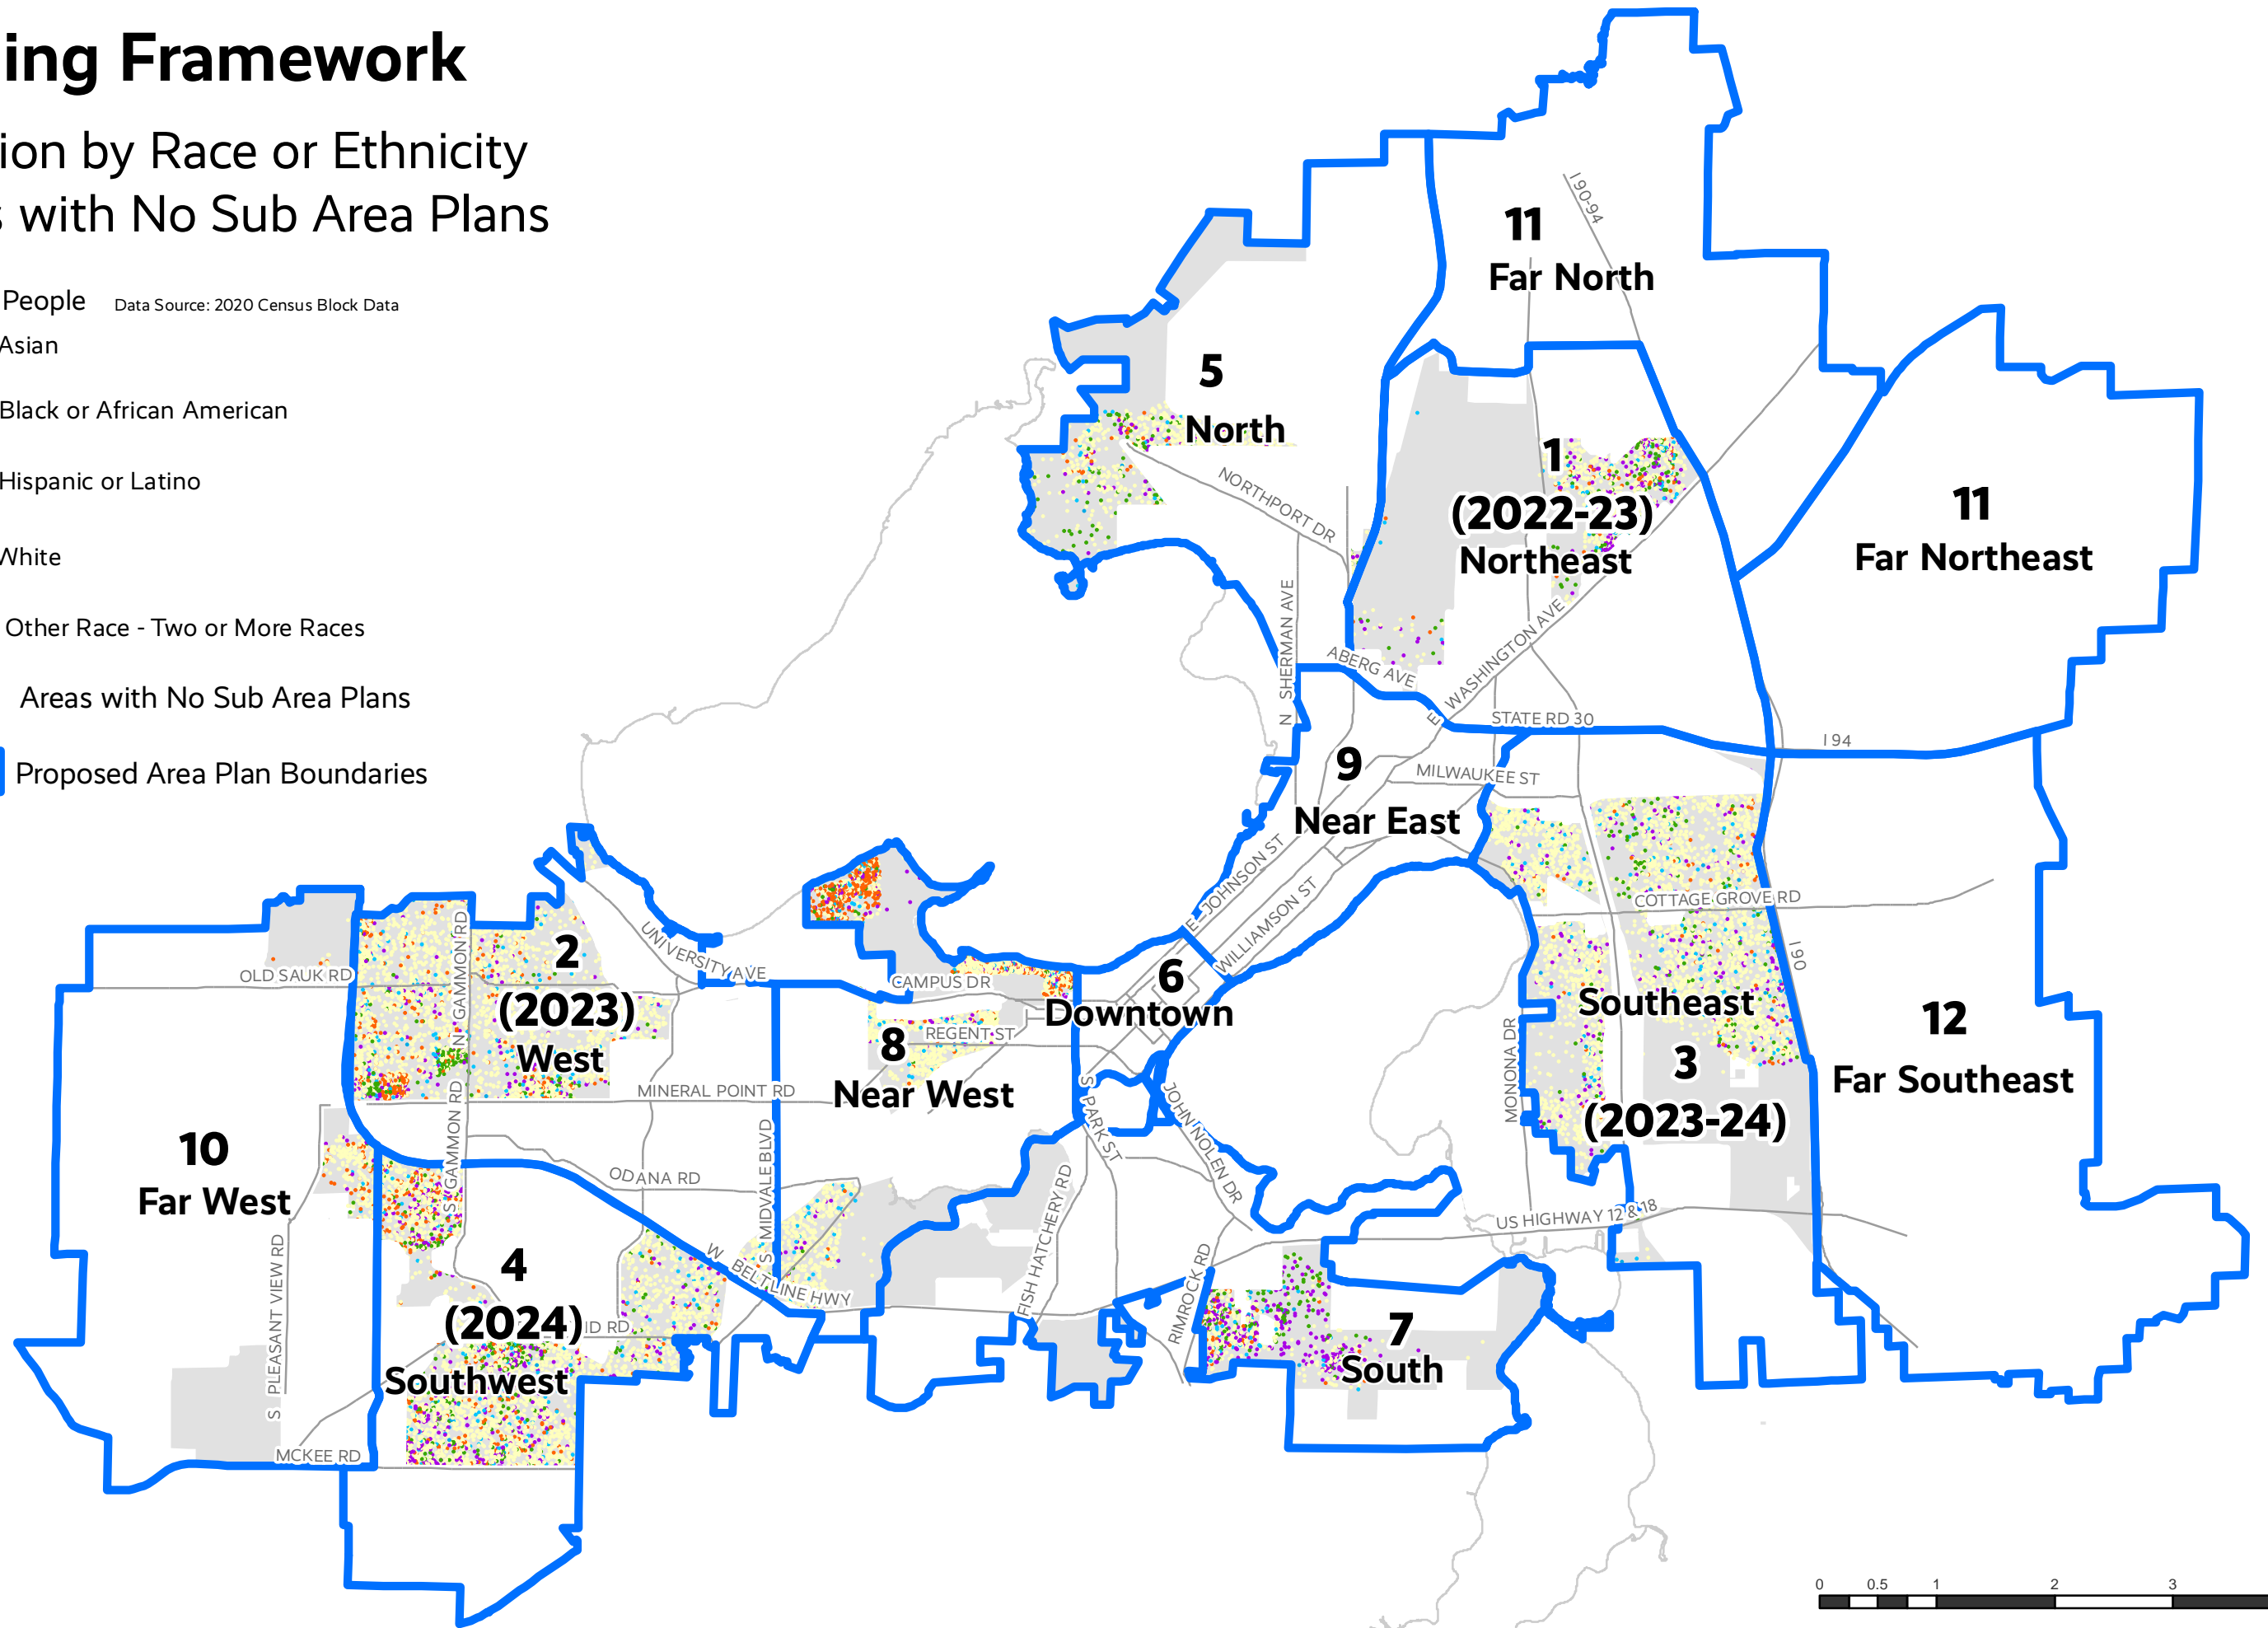 ing Framework
ion by Race or Ethnicity
s with No Sub Area Plans
People
Data Source: 2020 Census Block Data
Asian
Black or African American
Hispanic or Latino
White
Other Race - Two or More Races
Areas with No Sub Area Plans
Proposed Area Plan Boundaries
I 90-94
11
Far North
5
North
NORTHPORT DR
1
(2022-23)
Northeast
11
Far Northeast
N SHERMAN AVE
ABERG AVE
E WASHINGTON AVE
STATE RD 30
I 94
9
Near East
MILWAUKEE ST
E JOHNSON ST
WILLIAMSON ST
COTTAGE GROVE RD
I 90
UNIVERSITY AVE
CAMPUS DR
OLD SAUK RD
N GAMMON RD
2
(2023)
West
6
Downtown
REGENT ST
8
Near West
MINERAL POINT RD
MONONA DR
Southeast
3
(2023-24)
12
Far Southeast
S PARK ST
JOHN NOLEN DR
10
Far West
S GAMMON RD
ODANA RD
S MIDVALE BLVD
W BELTLINE HWY
FISH HATCHERY RD
RIMROCK RD
US HIGHWAY 12 & 18
S PLEASANT VIEW RD
4
(2024)
ID RD
Southwest
7
South
MCKEE RD
0 0.5 1 2 3